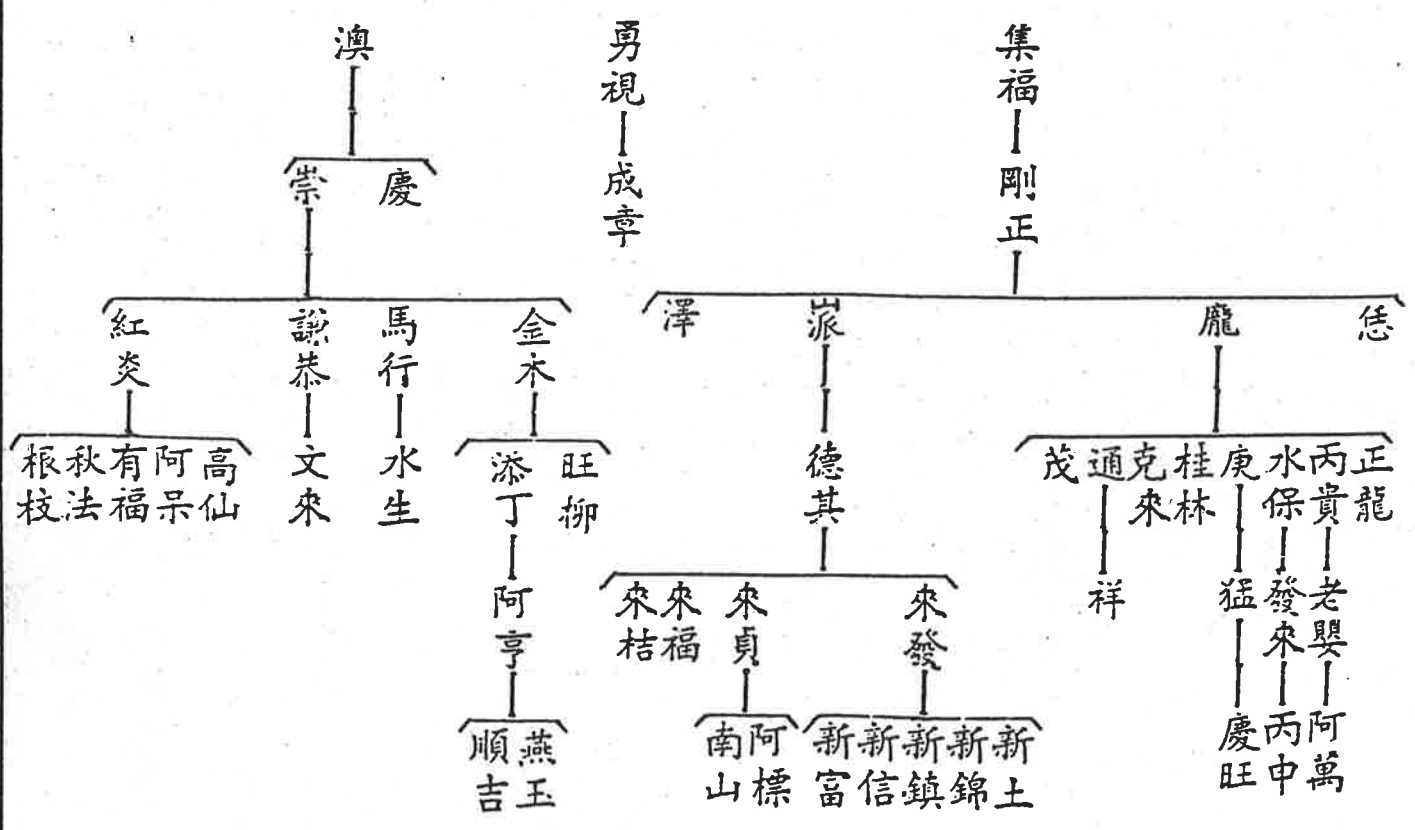 集福
剛正
恁
龐
派
澤
正龍
丙貴
水保
庚
桂林
克來
通
茂
老嬰
發來
猛
祥
阿萬
丙申
慶旺
德其
來發
來貞
來福
來桔
新土
新錦
新鎮
新信
新富
阿標
南山
勇視
成章
澳
慶
崇
金木
馬行
謙恭
紅炎
旺柳
添丁
阿亨
燕玉
順吉
水生
文來
高仙
阿呆
有福
秋法
根枝